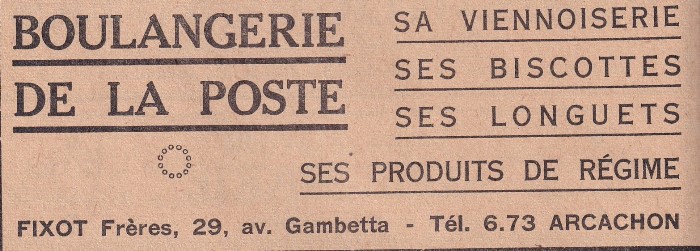 BOULANGERIE
DE LA POSTE
SA VIENNOISERIE
SES BISCOTTES
SES LONGUETS
SES PRODUITS DE RÉGIME
FIXOT Frères, 29, av. Gambetta - Tél. 6.73 ARCACHON